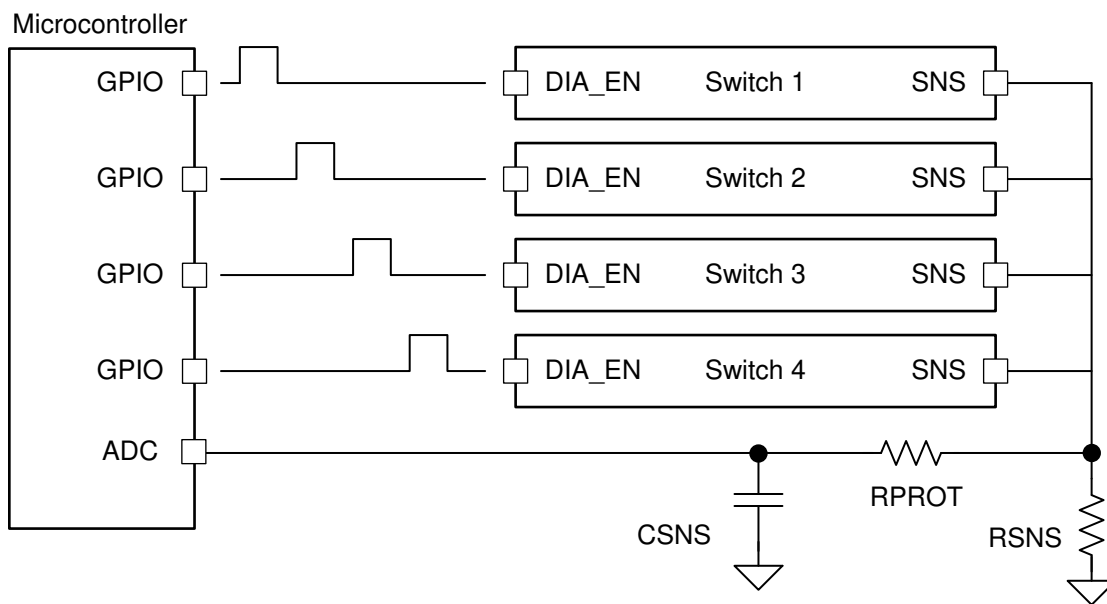 Microcontroller
GPIO DIA_EN Switch 1 SNS
GPIO DIA_EN Switch 2 SNS
GPIO DIA_EN Switch 3 SNS
GPIO DIA_EN Switch 4 SNS
ADC
RPROT
CSNS
RSNS